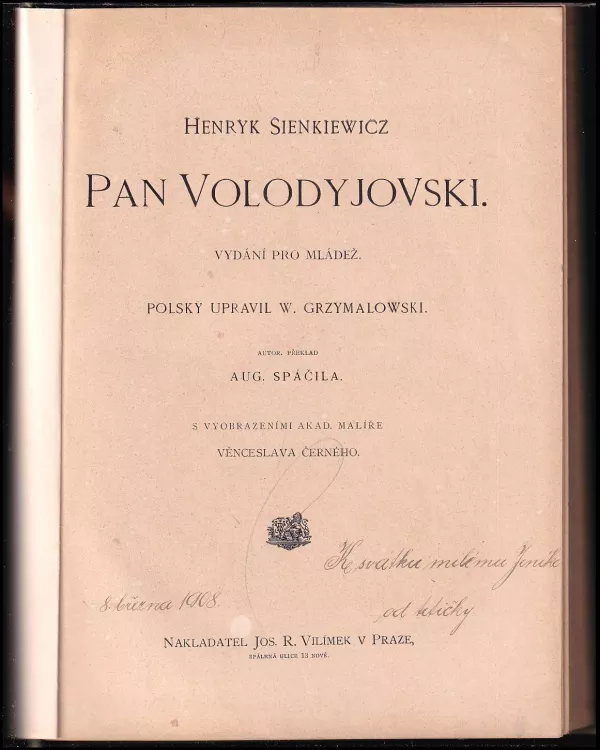 HENRYK SIENKIEWICZ
PAN VOLODYJOVSKI.
VYDÁNÍ PRO MLÁDEŽ.
POLSKY UPRAVIL W. GRZYMALOWSKI.
AUTOR. PŘEKLAD
AUG. SPÁČILA.
S VYOBRAZENÍMI AKAD. MALÍŘE
VĚNCESLAVA ČERNÉHO.
K svátku milému
8. března 1908.
od tetičky
NAKLADATEL JOS. R. VILÍMEK V PRAZE,
SPÁLENÁ ULICE 13 NOVÉ.